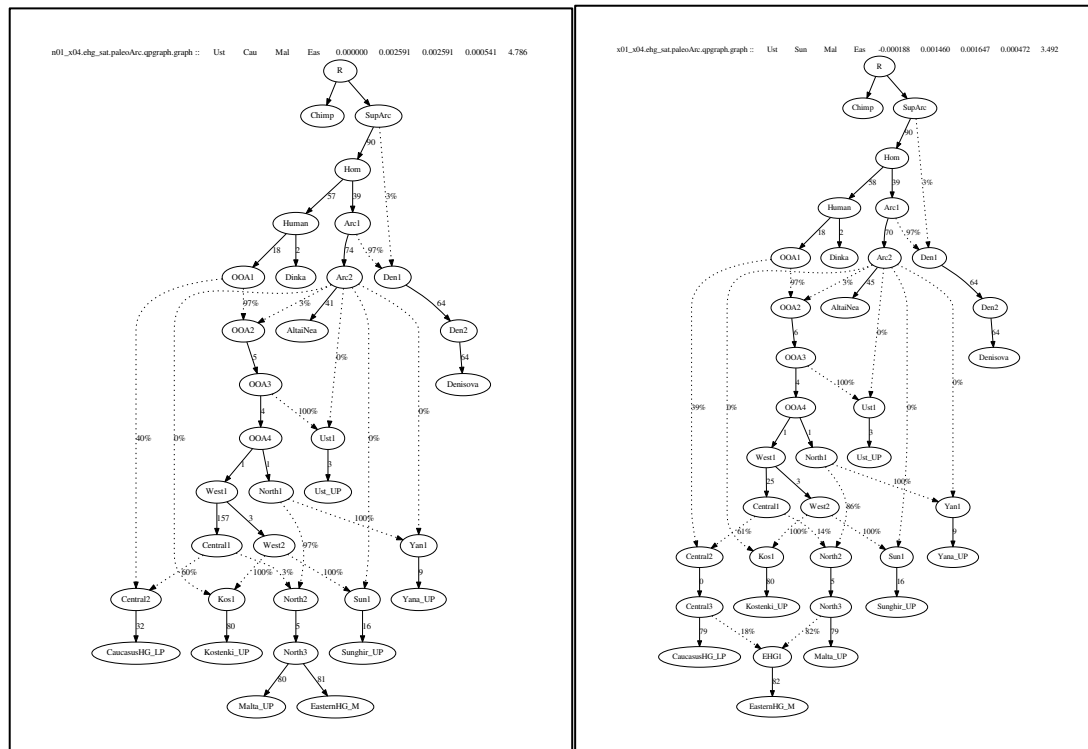 n01_x04.ehg_sat.paleoArc.qpgraph.graph :: Ust Cau Mal Eas 0.000000 0.002591 0.002591 0.000541 4.786
R
Chimp SupArc
90
Hom
3%
57 39
Human Arc1
18 2 74 97%
OOA1 Dinka Arc2 Den1
97% 3% 41 64
OOA2 AltaiNea Den2
5 0% 64
OOA3 Denisova
4 100%
40% 0% OOA4 Ust1 0% 0%
1 1 3
West1 North1 Ust_UP
157 3 100%
Central1 West2 97% Yan1
60% 100% 3% 100% 9
Central2 Kos1 North2 Sun1 Yana_UP
32 80 5 16
CaucasusHG_LP Kostenki_UP North3 Sunghir_UP
80 81
Malta_UP EasternHG_M
x01_x04.ehg_sat.paleoArc.qpgraph.graph :: Ust Sun Mal Eas -0.000188 0.001460 0.001647 0.000472 3.492
R
Chimp SupArc
90
Hom
58 39 3%
Human Arc1
18 2 70 97%
OOA1 Dinka Arc2 Den1
97% 3% 45 64
OOA2 AltaiNea Den2
6 0% 64
OOA3 Denisova
4 100% 0%
39% 0% OOA4 Ust1 0%
1 1 3
West1 North1 Ust_UP
25 3 100%
Central1 West2 86% Yan1
61% 100% 14% 100% 9
Central2 Kos1 North2 Sun1 Yana_UP
0 80 5 16
Central3 Kostenki_UP North3 Sunghir_UP
79 18% 82% 79
CaucasusHG_LP EHG1 Malta_UP
82
EasternHG_M